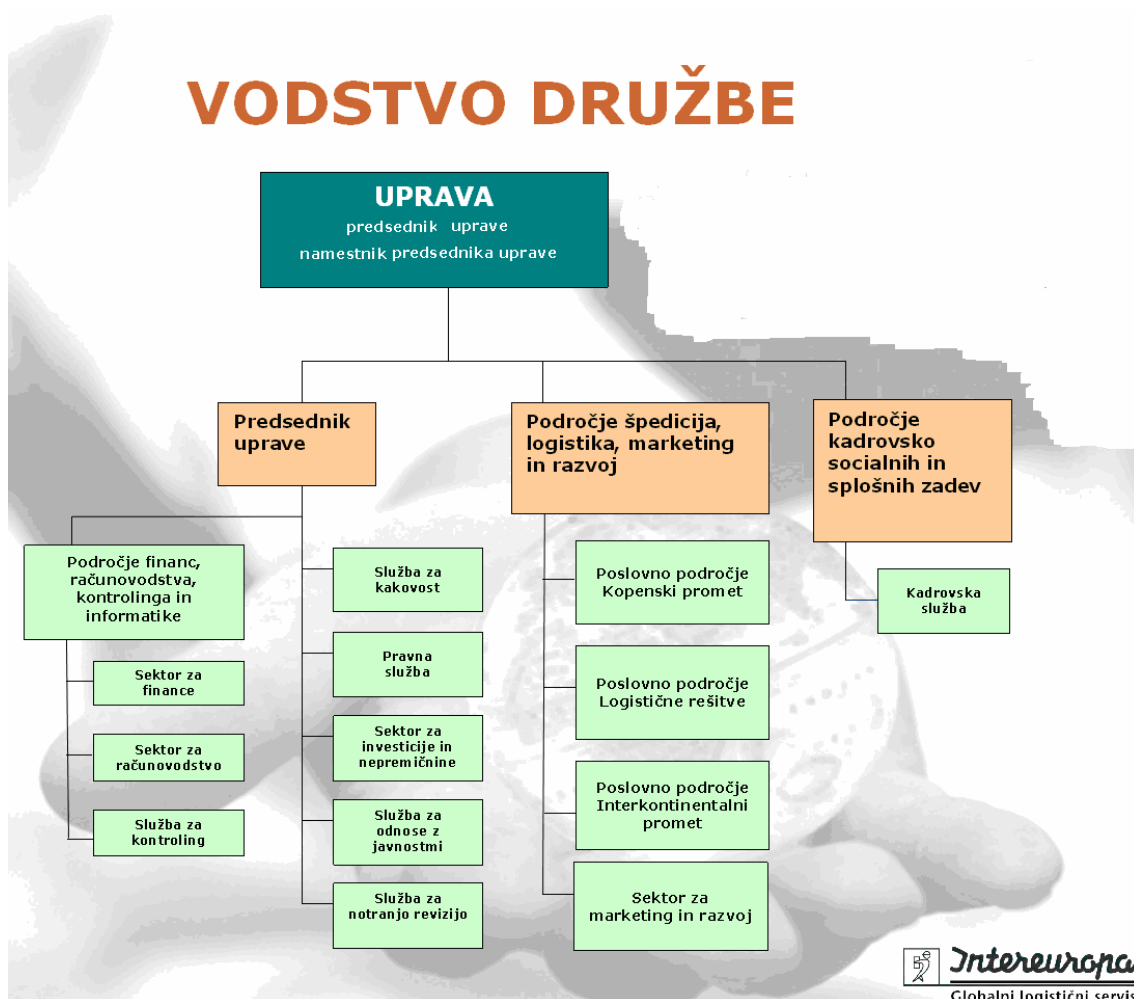 VODSTVO DRUŽBE
UPRAVA
predsednik uprave
namestnik predsednika uprave
Predsednik
uprave
Področje špedicija,
logistika, marketing
in razvoj
Področje
kadrovsko
socialnih in
splošnih zadev
Področje financ,
računovodstva,
kontrolinga in
informatike
Sektor za
finance
Sektor za
računovodstvo
Služba za
kontroling
Služba za
kakovost
Pravna
služba
Sektor za
investicije in
nepremičnine
Služba za
odnose z
javnostmi
Služba za
notranjo revizijo
Poslovno področje
Kopenski promet
Poslovno področje
Logistične rešitve
Poslovno področje
Interkontinentalni
promet
Sektor za
marketing in razvoj
Kadrovska
služba
Intereuropa
Globalni logistični servis